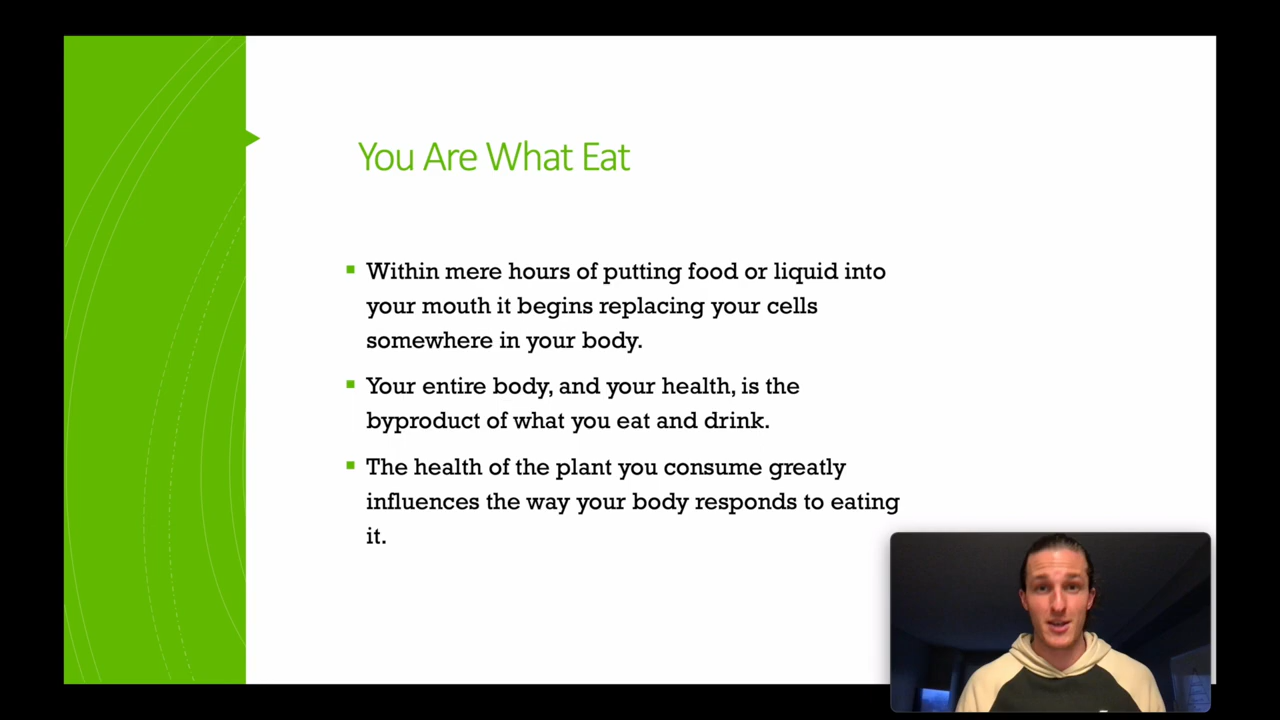 You Are What Eat
Within mere hours of putting food or liquid into
your mouth it begins replacing your cells
somewhere in your body.
Your entire body, and your health, is the
byproduct of what you eat and drink.
The health of the plant you consume greatly
influences the way your body responds to eating
it.